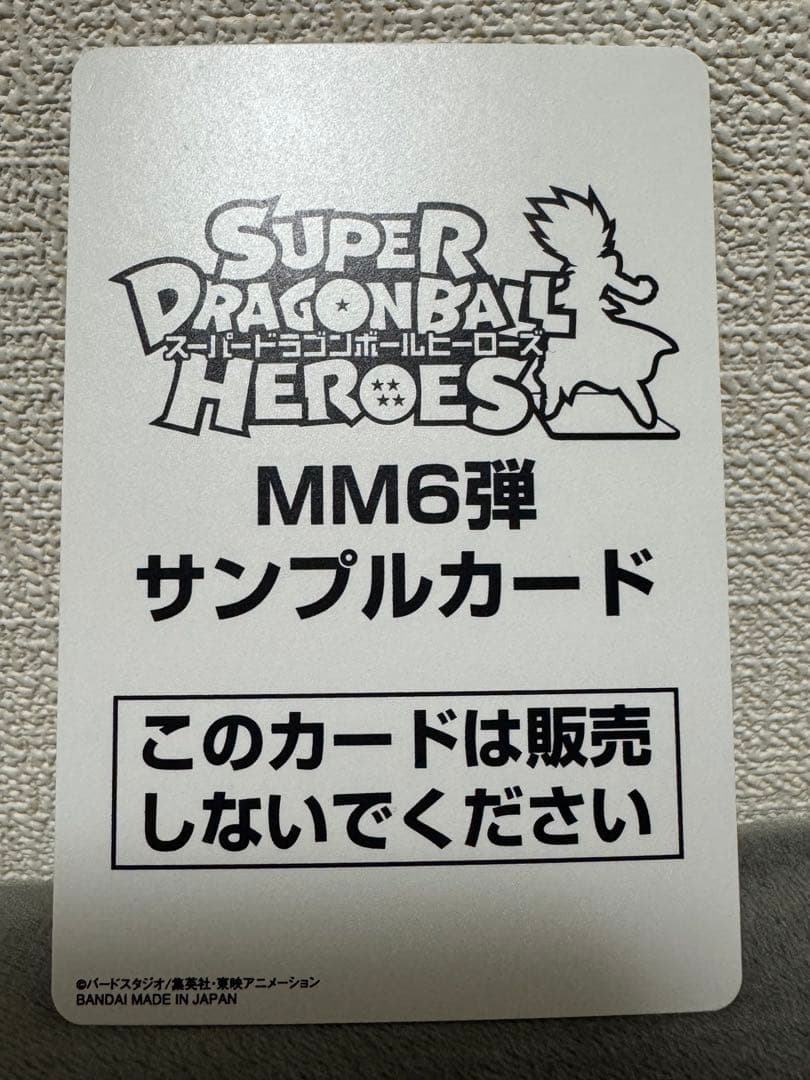 SUPER
DRAGONBALL
スーパードラゴンボールヒーローズ
HEROES
MM6弾
サンプルカード
このカードは販売
しないでください
©バードスタジオ/集英社・東映アニメーション
BANDAI MADE IN JAPAN